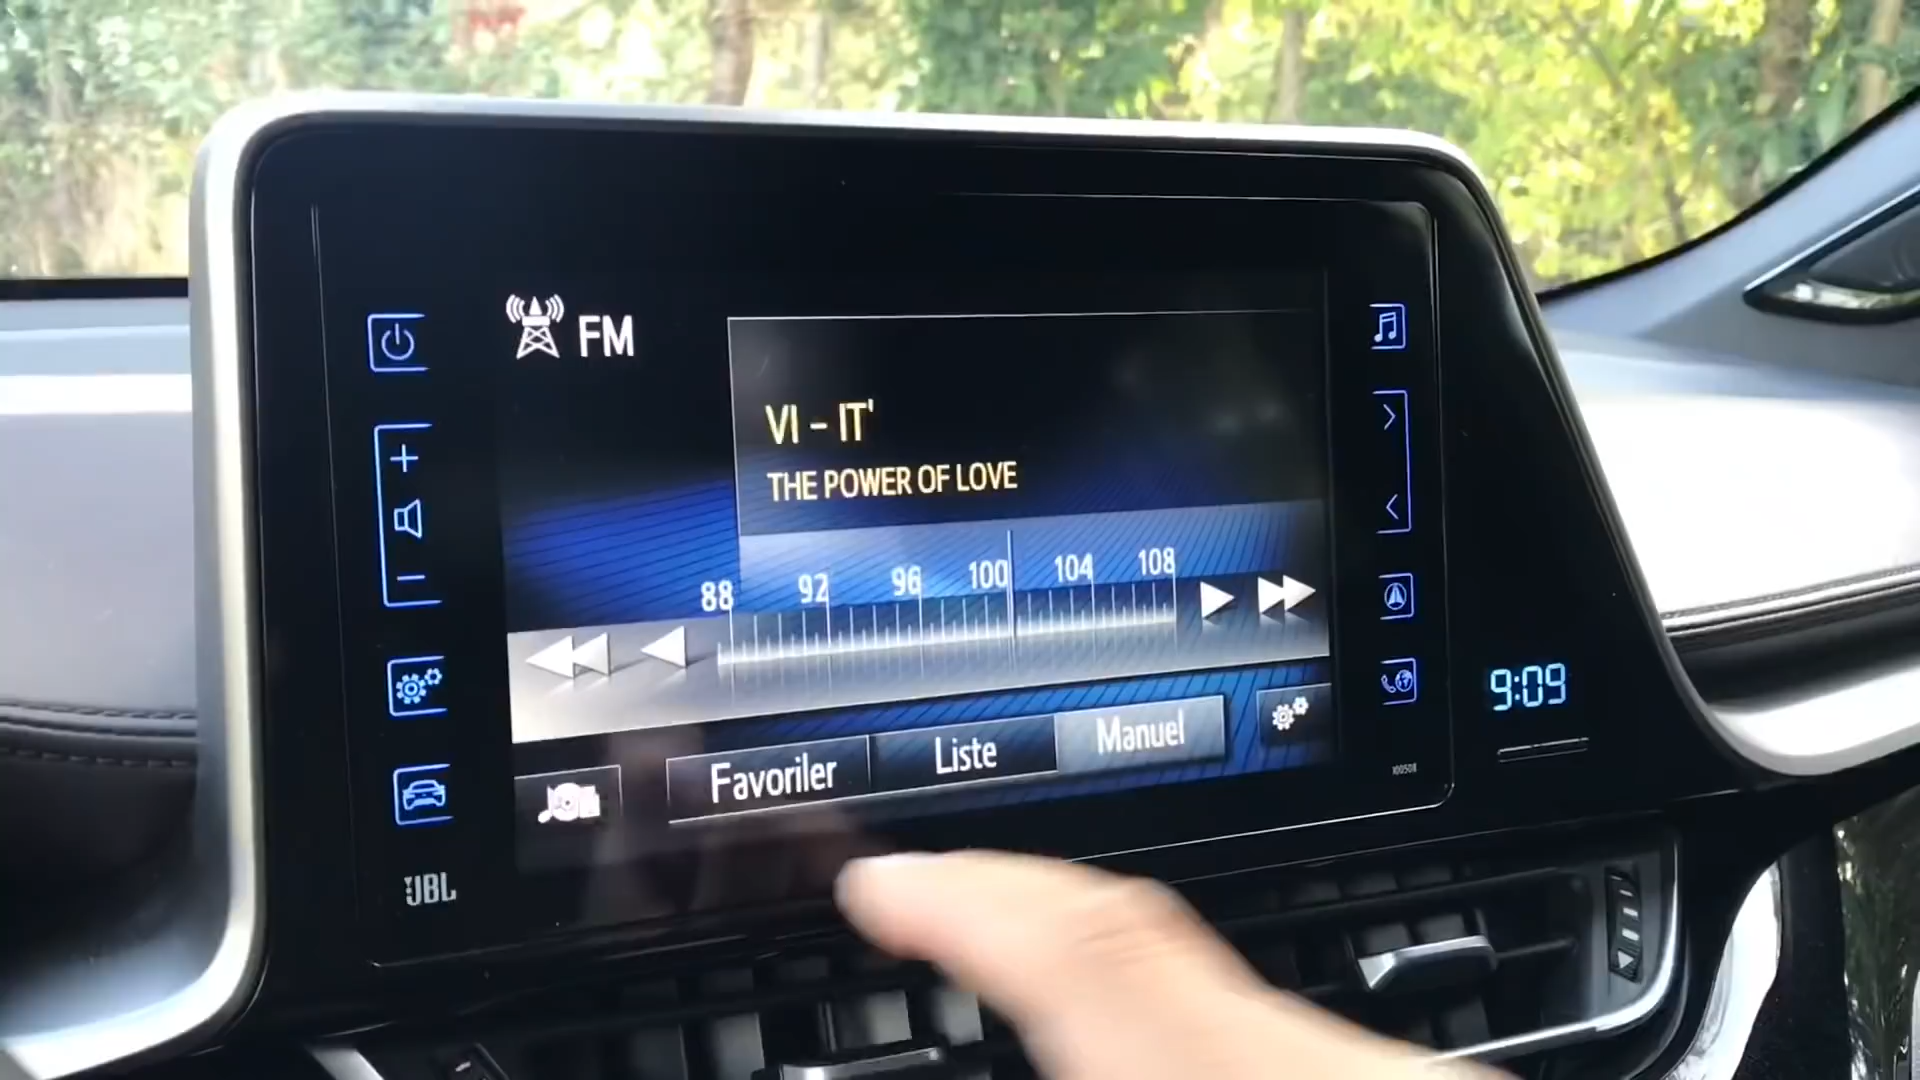 FM
VI - IT'
THE POWER OF LOVE
88 92 96 100 104 108
Favoriler Liste Manuel
9:09
100508
JBL